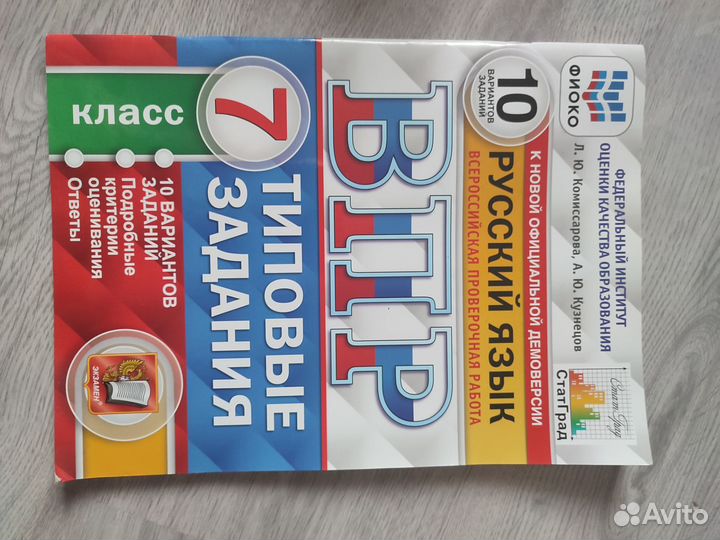 ФЕДЕРАЛЬНЫЙ ИНСТИТУТ
ОЦЕНКИ КАЧЕСТВА ОБРАЗОВАНИЯ
ФИОКО
Л. Ю. Комиссарова, А. Ю. Кузнецов
СтатГрад
СтатГрад
К НОВОЙ ОФИЦИАЛЬНОЙ ДЕМОВЕРСИИ
10
ВАРИАНТОВ
ЗАДАНИЙ
РУССКИЙ ЯЗЫК
ВСЕРОССИЙСКАЯ ПРОВЕРОЧНАЯ РАБОТА
ВПР
7
КЛАСС
ТИПОВЫЕ
ЗАДАНИЯ
10 ВАРИАНТОВ
ЗАДАНИЙ
Подробные
критерии
оценивания
Ответы
ЭКЗАМЕН®
Avito